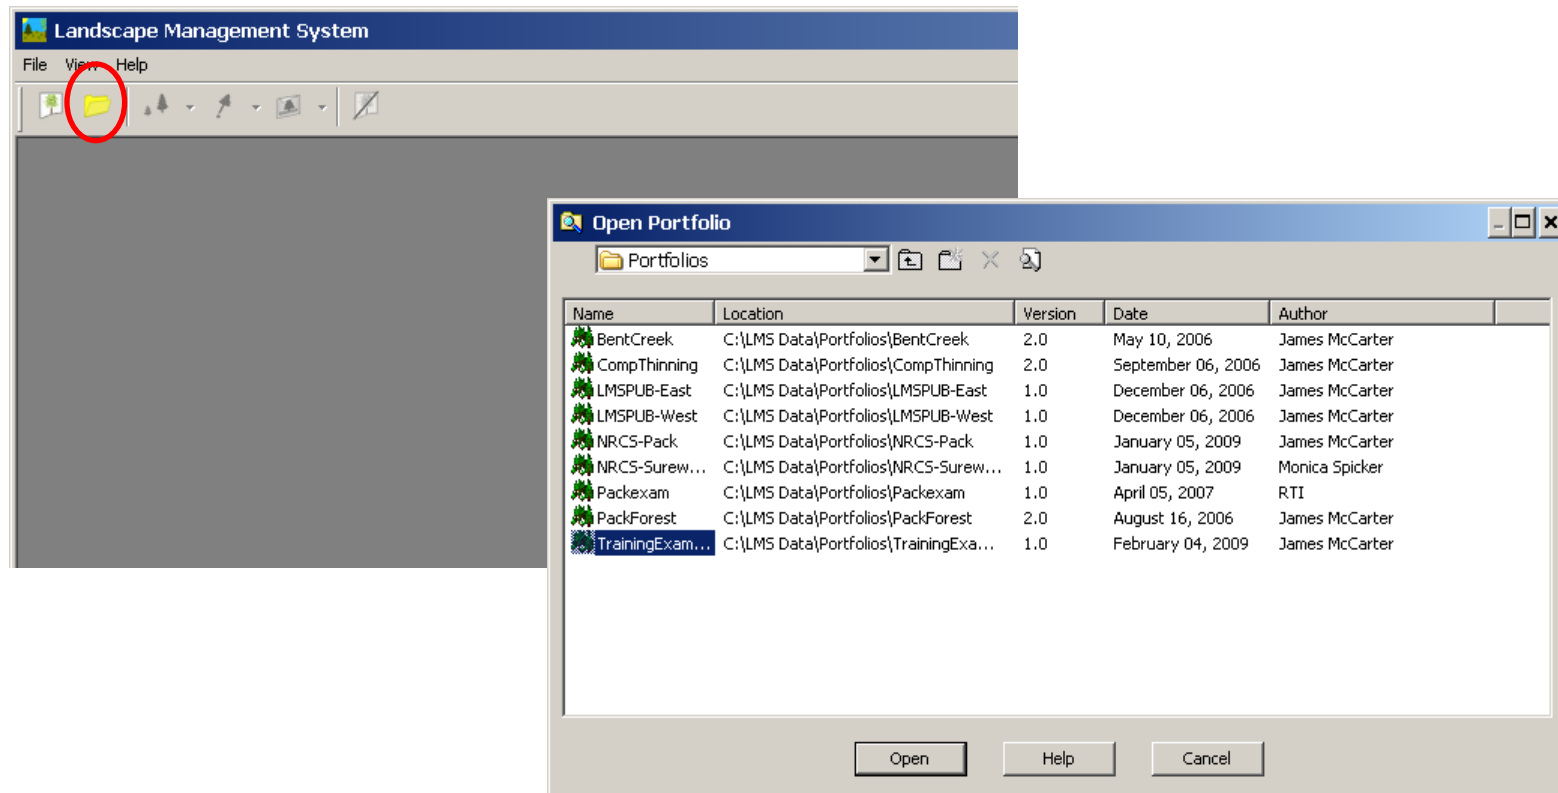 Landscape Management System
File View Help
Open Portfolio
Portfolios
Name Location Version Date Author
BentCreek C:\LMS Data\Portfolios\BentCreek 2.0 May 10, 2006 James McCarter
CompThinning C:\LMS Data\Portfolios\CompThinning 2.0 September 06, 2006 James McCarter
LMSPUB-East C:\LMS Data\Portfolios\LMSPUB-East 1.0 December 06, 2006 James McCarter
LMSPUB-West C:\LMS Data\Portfolios\LMSPUB-West 1.0 December 06, 2006 James McCarter
NRCS-Pack C:\LMS Data\Portfolios\NRCS-Pack 1.0 January 05, 2009 James McCarter
NRCS-Surew... C:\LMS Data\Portfolios\NRCS-Surew... 1.0 January 05, 2009 Monica Spicker
Packexam C:\LMS Data\Portfolios\Packexam 1.0 April 05, 2007 RTI
PackForest C:\LMS Data\Portfolios\PackForest 2.0 August 16, 2006 James McCarter
TrainingExam... C:\LMS Data\Portfolios\TrainingExa... 1.0 February 04, 2009 James McCarter
Open Help Cancel